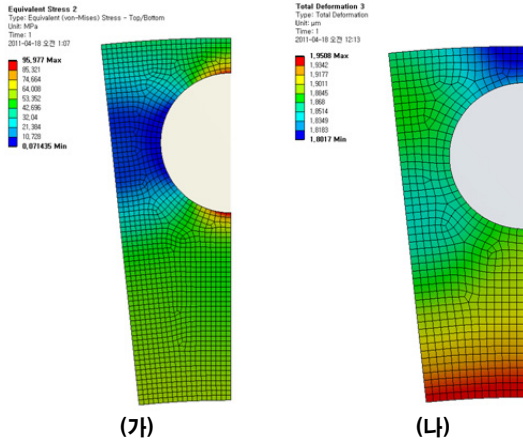 Equivalent Stress 2
Type: Equivalent (von-Mises) Stress - Top/Bottom
Unit: MPa
Time: 1
2011-04-18 오전 1:07
95,977 Max
85,321
74,664
64,008
53,352
42,696
32,04
21,384
10,728
0,071435 Min
(가)
Total Deformation 3
Type: Total Deformation
Unit: μm
Time: 1
2011-04-18 오전 12:13
1,9508 Max
1,9342
1,9177
1,9011
1,8845
1,868
1,8514
1,8349
1,8183
1,8017 Min
(나)